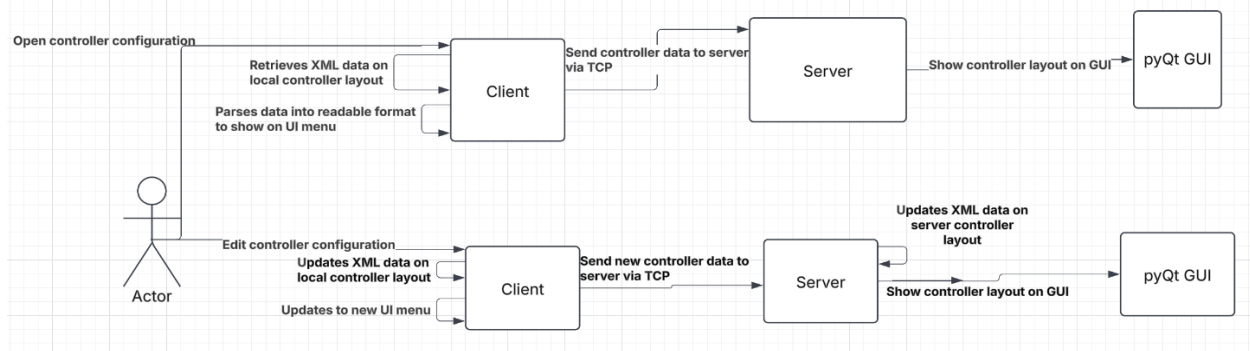 Open controller configuration
Retrieves XML data on
local controller layout
Parses data into readable format
to show on UI menu
Client
Send controller data to server
via TCP
Server
Show controller layout on GUI
pyQt GUI
Actor
Edit controller configuration
Updates XML data on
local controller layout
Updates to new UI menu
Client
Send new controller data to
server via TCP
Server
Updates XML data on
server controller
layout
Show controller layout on GUI
pyQt GUI